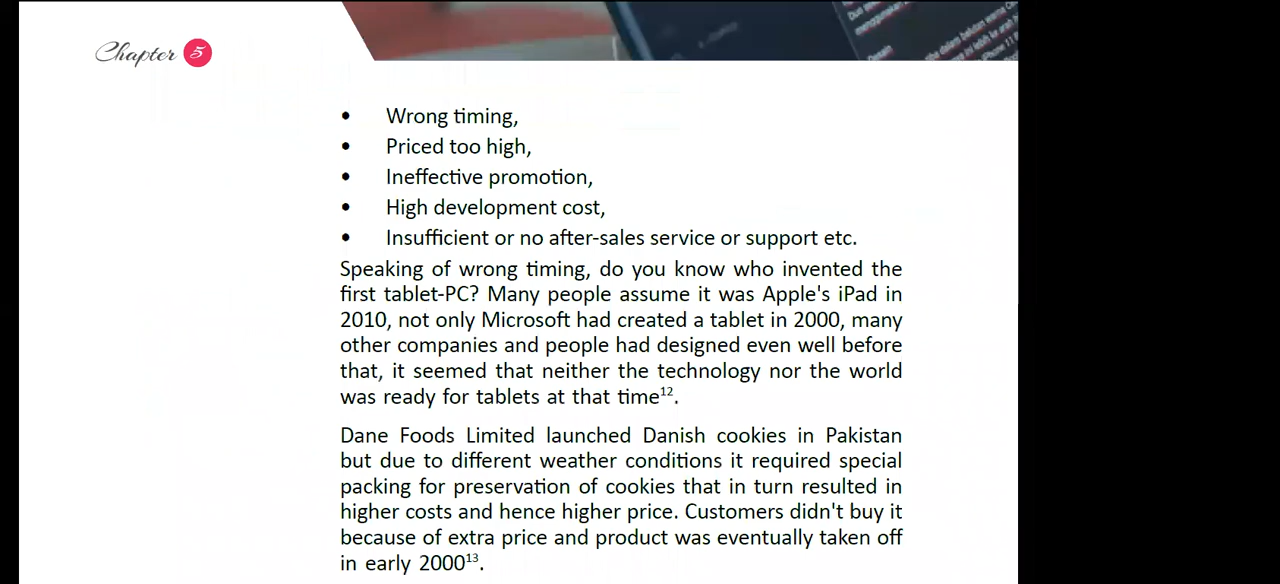 Chapter 5
• Wrong timing,
• Priced too high,
• Ineffective promotion,
• High development cost,
• Insufficient or no after-sales service or support etc.
Speaking of wrong timing, do you know who invented the
first tablet-PC? Many people assume it was Apple's iPad in
2010, not only Microsoft had created a tablet in 2000, many
other companies and people had designed even well before
that, it seemed that neither the technology nor the world
was ready for tablets at that time12.
Dane Foods Limited launched Danish cookies in Pakistan
but due to different weather conditions it required special
packing for preservation of cookies that in turn resulted in
higher costs and hence higher price. Customers didn't buy it
because of extra price and product was eventually taken off
in early 200013.